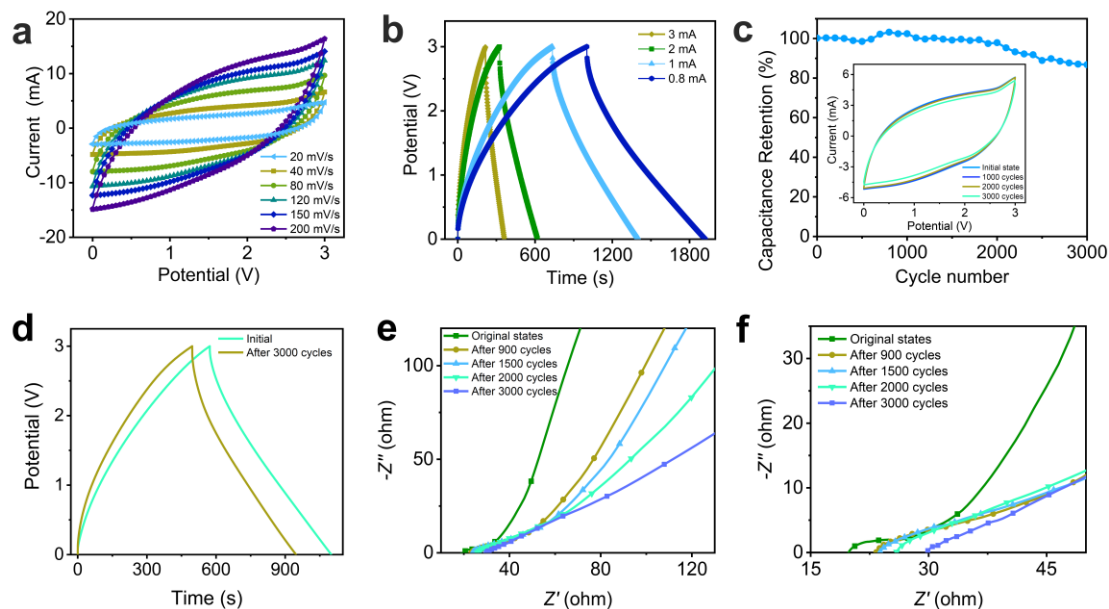 a
Current (mA)
20
10
0
-10
-20
0
1
2
3
Potential (V)
20 mV/s
40 mV/s
80 mV/s
120 mV/s
150 mV/s
200 mV/s
b
Potential (V)
3
2
1
0
0
600
1200
1800
Time (s)
3 mA
2 mA
1 mA
0.8 mA
c
Capacitance Retention (%)
100
80
60
40
20
0
0
1000
2000
3000
Cycle number
Current (mA)
6
3
0
-3
-6
0
1
2
3
Potential (V)
Initial state
1000 cycles
2000 cycles
3000 cycles
d
Potential (V)
3
2
1
0
0
300
600
900
Time (s)
Initial
After 3000 cycles
e
-Z″ (ohm)
100
50
0
40
80
120
Z′ (ohm)
Original states
After 900 cycles
After 1500 cycles
After 2000 cycles
After 3000 cycles
f
-Z″ (ohm)
30
20
10
0
15
30
45
Z′ (ohm)
Original states
After 900 cycles
After 1500 cycles
After 2000 cycles
After 3000 cycles